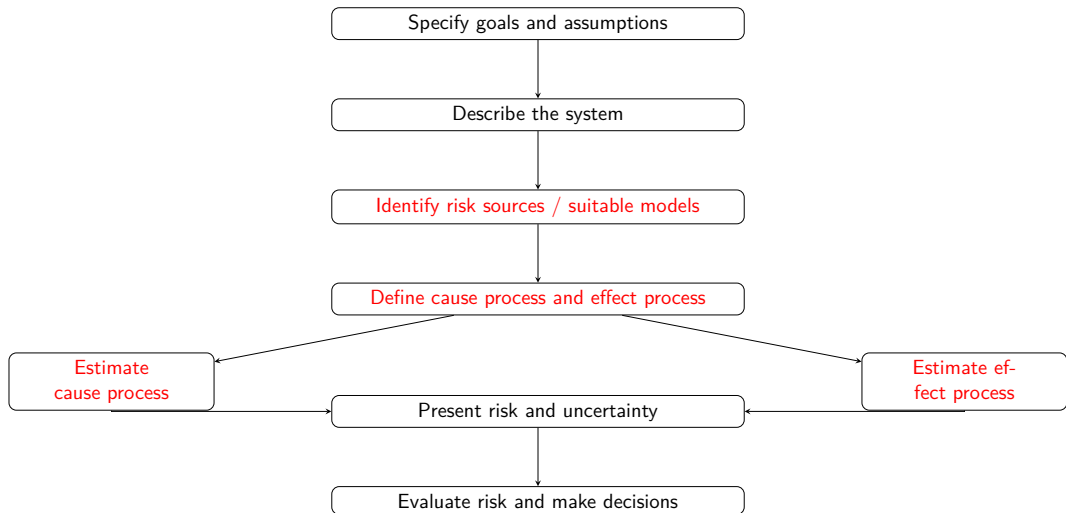 Specify goals and assumptions
Describe the system
Identify risk sources / suitable models
Define cause process and effect process
Estimate
cause process
Estimate ef-
fect process
Present risk and uncertainty
Evaluate risk and make decisions